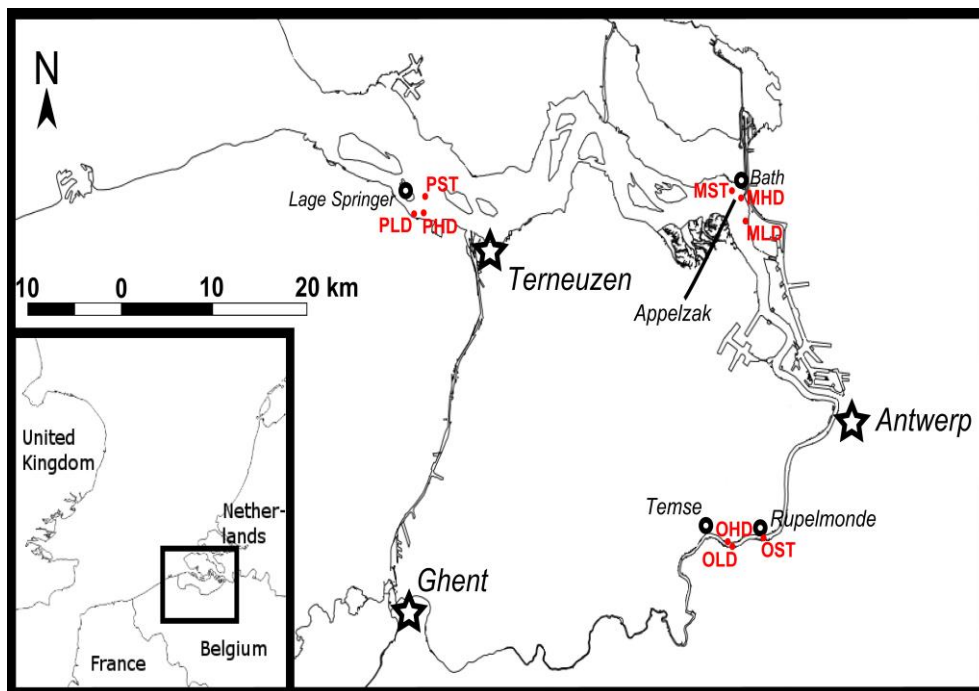 N
Lage Springer
PST
PLD
PHD
Terneuzen
MST
Bath
MHD
MLD
Appelzak
10
0
10
20 km
Antwerp
Temse
OHD
Rupelmonde
OLD
OST
Ghent
United
Kingdom
Nether-
lands
Belgium
France